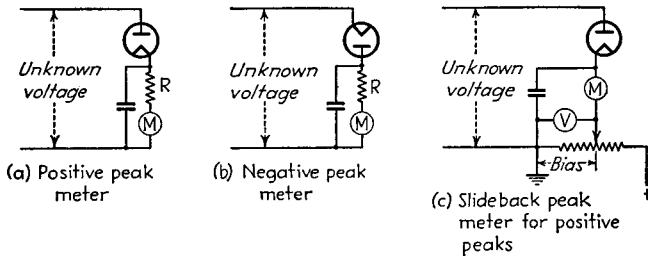 Unknown
voltage
R
M
(a) Positive peak
meter
Unknown
voltage
R
M
(b) Negative peak
meter
Unknown
voltage
M
V
Bias
(c) Slideback peak
meter for positive
peaks